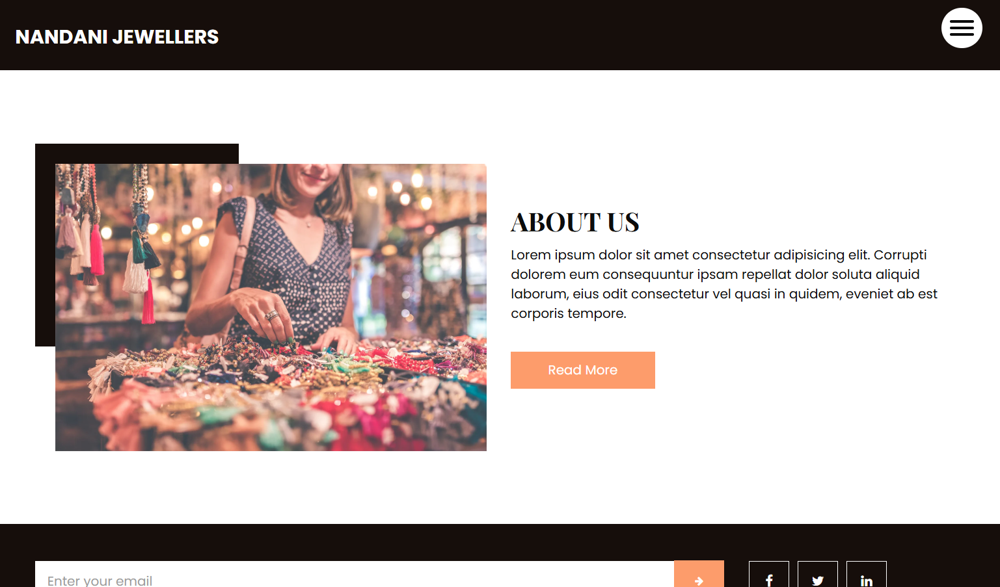 NANDANI JEWELLERS
ABOUT US
Lorem ipsum dolor sit amet consectetur adipisicing elit. Corrupti
dolorem eum consequuntur ipsam repellat dolor soluta aliquid
laborum, eius odit consectetur vel quasi in quidem, eveniet ab est
corporis tempore.
Read More
Enter your email